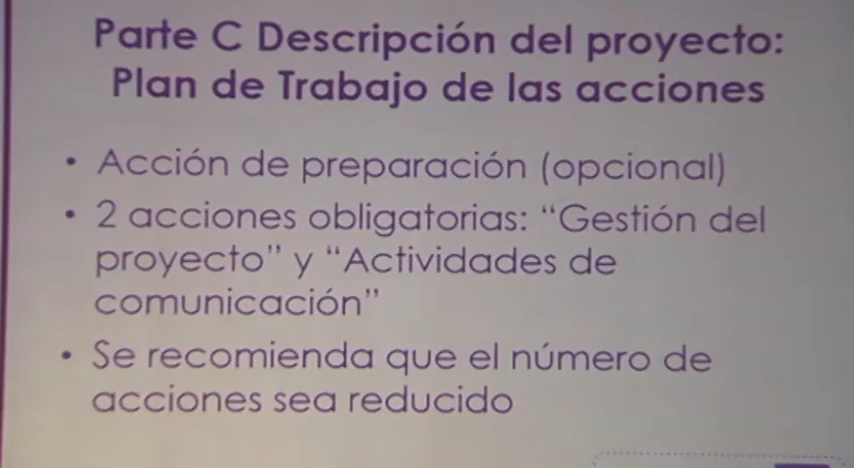 Parte C Descripción del proyecto:
Plan de Trabajo de las acciones
• Acción de preparación (opcional)
• 2 acciones obligatorias: “Gestión del
proyecto” y “Actividades de
comunicación”
• Se recomienda que el número de
acciones sea reducido